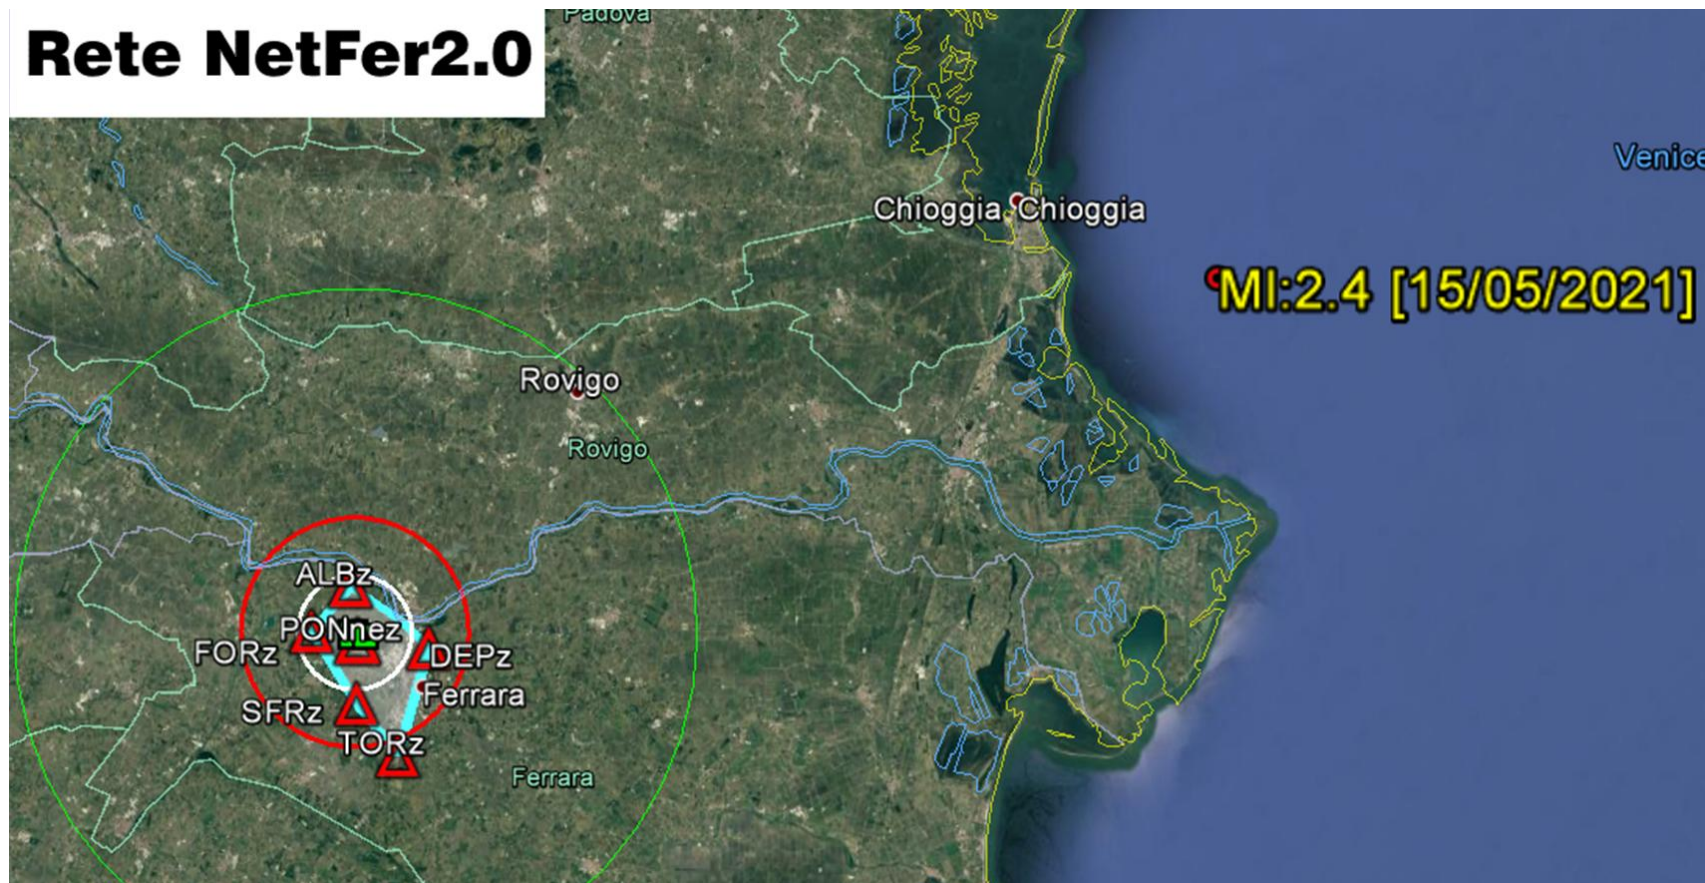 Padova
Rete NetFer2.0
Venice
Chioggia Chioggia
MI:2.4 [15/05/2021]
Rovigo
Rovigo
ALBz
PONnez
FORz
DEPz
Ferrara
SFRz
TORz
Ferrara